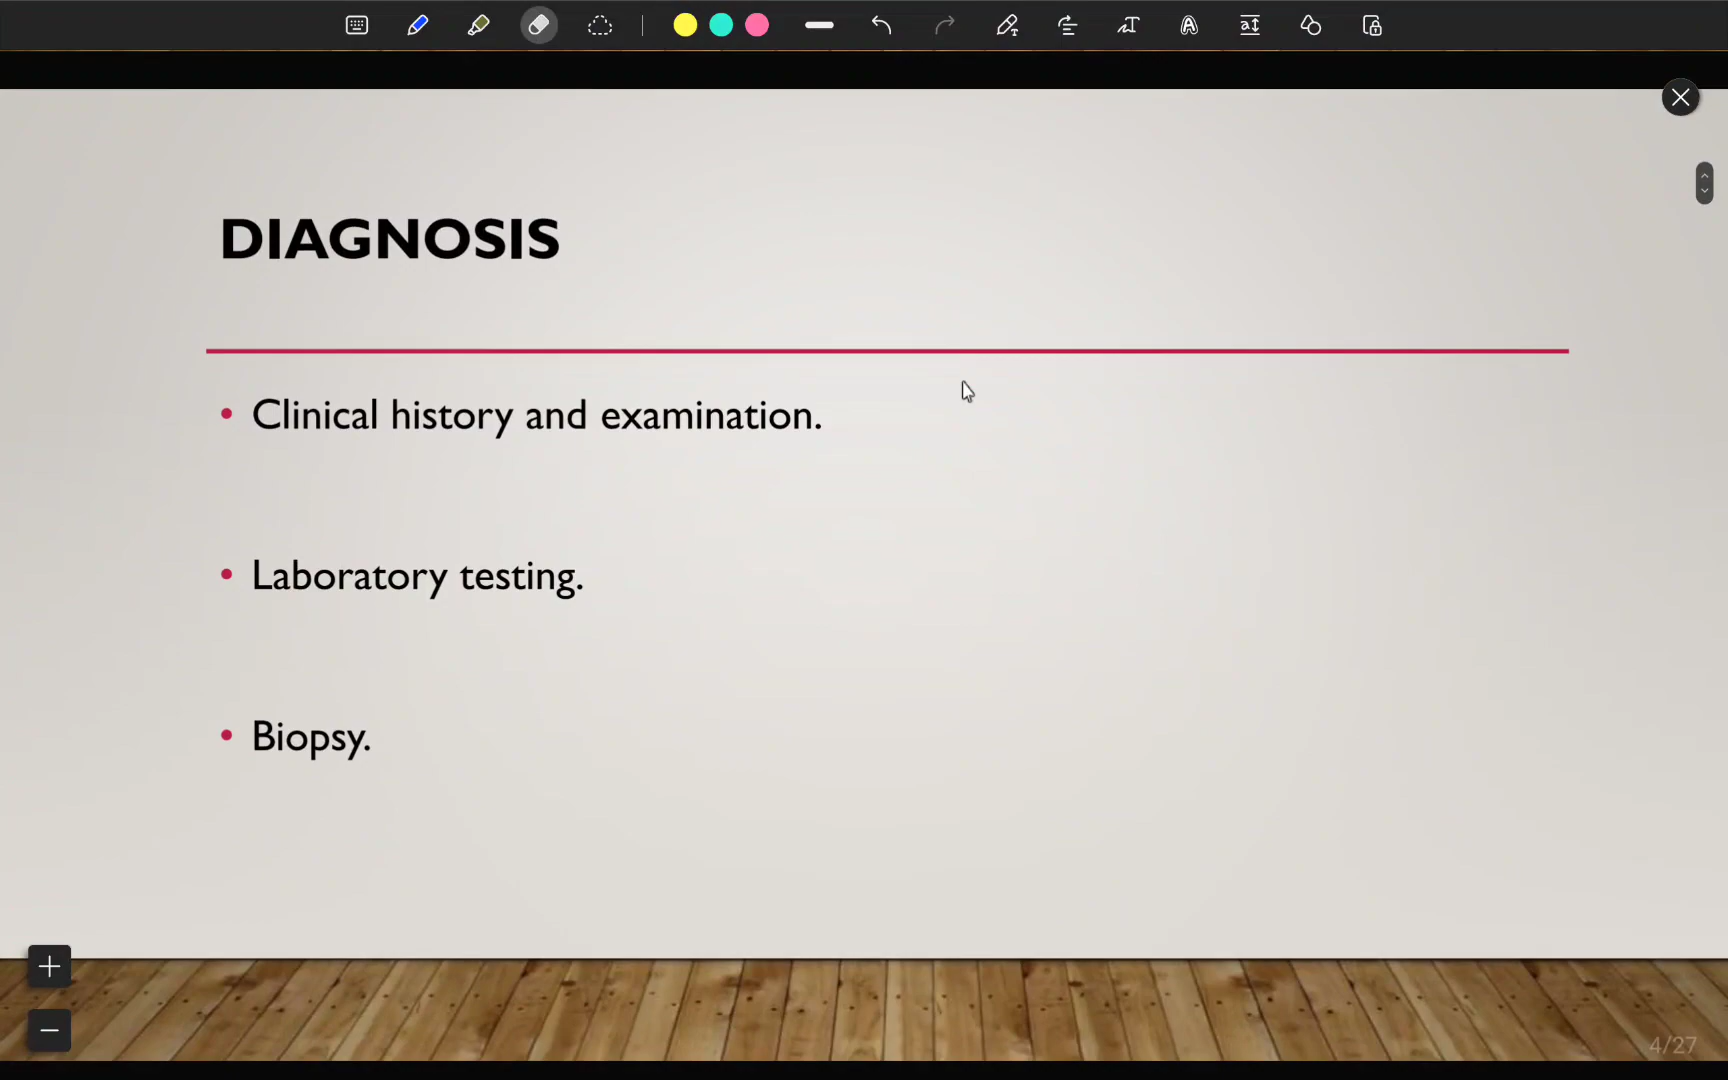 DIAGNOSIS
• Clinical history and examination.
• Laboratory testing.
• Biopsy.
4/27